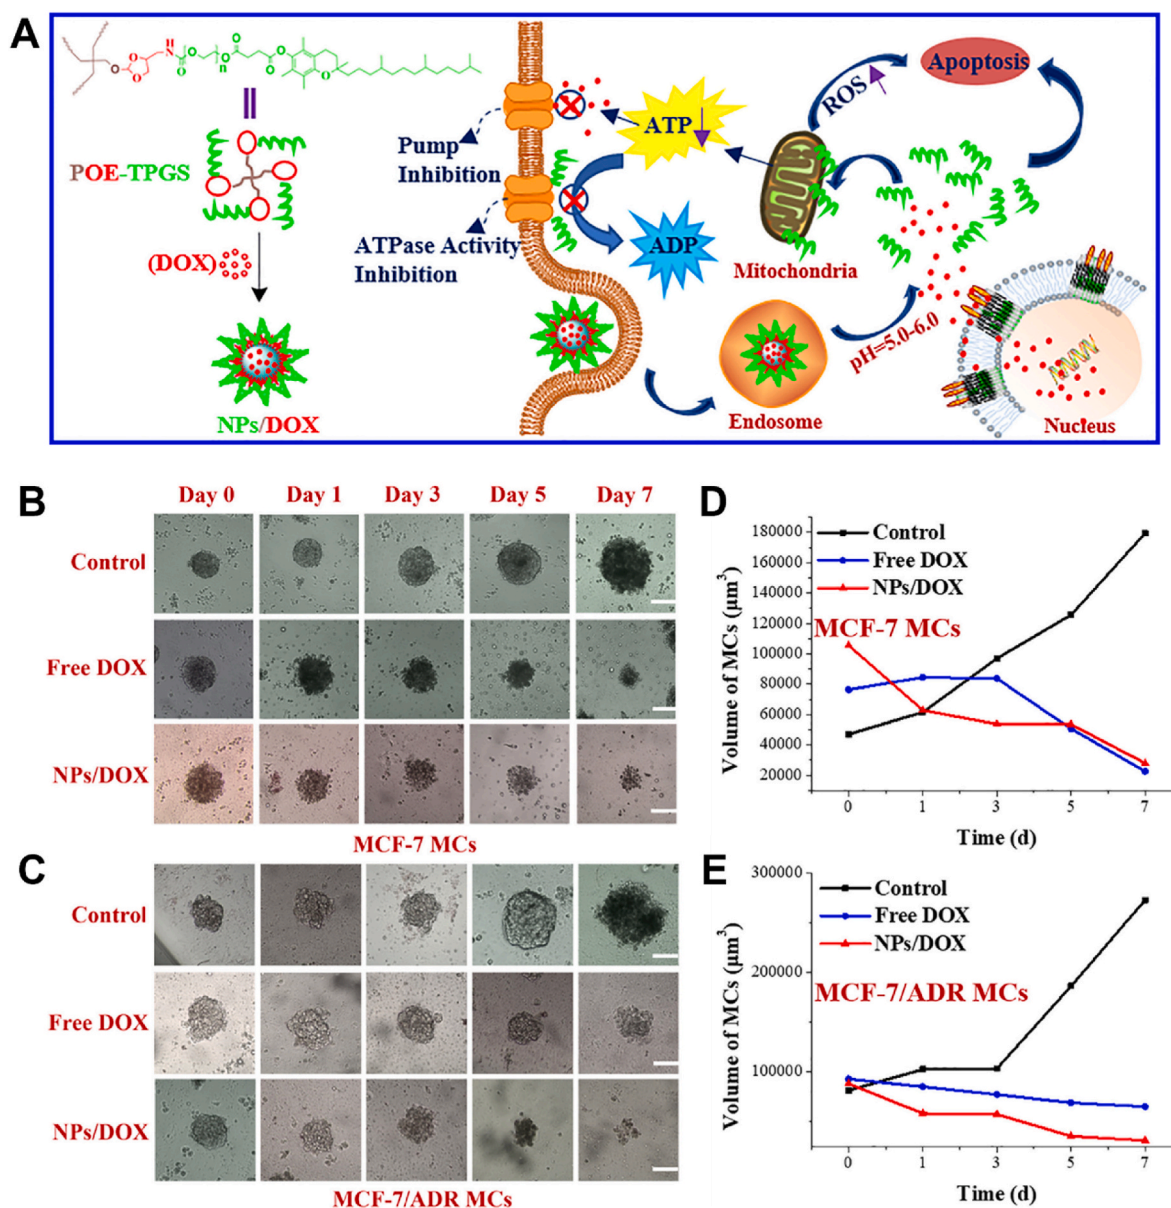 A
O
O
O
H
N
O
O
O
n
O
O
O
O
O
POE-TPGS
(DOX)
NPs/DOX
Pump
Inhibition
ATPase Activity
Inhibition
ATP
ADP
ROS
Apoptosis
Mitochondria
Endosome
pH=5.0-6.0
Nucleus
B
Day 0 Day 1 Day 3 Day 5 Day 7
Control
Free DOX
NPs/DOX
MCF-7 MCs
C
Control
Free DOX
NPs/DOX
MCF-7/ADR MCs
D
Control
Free DOX
NPs/DOX
MCF-7 MCs
Volume of MCs (μm³)
180000
160000
140000
120000
100000
80000
60000
40000
20000
0 1 3 5 7
Time (d)
E
Control
Free DOX
NPs/DOX
MCF-7/ADR MCs
Volume of MCs (μm³)
300000
200000
100000
0 1 3 5 7
Time (d)